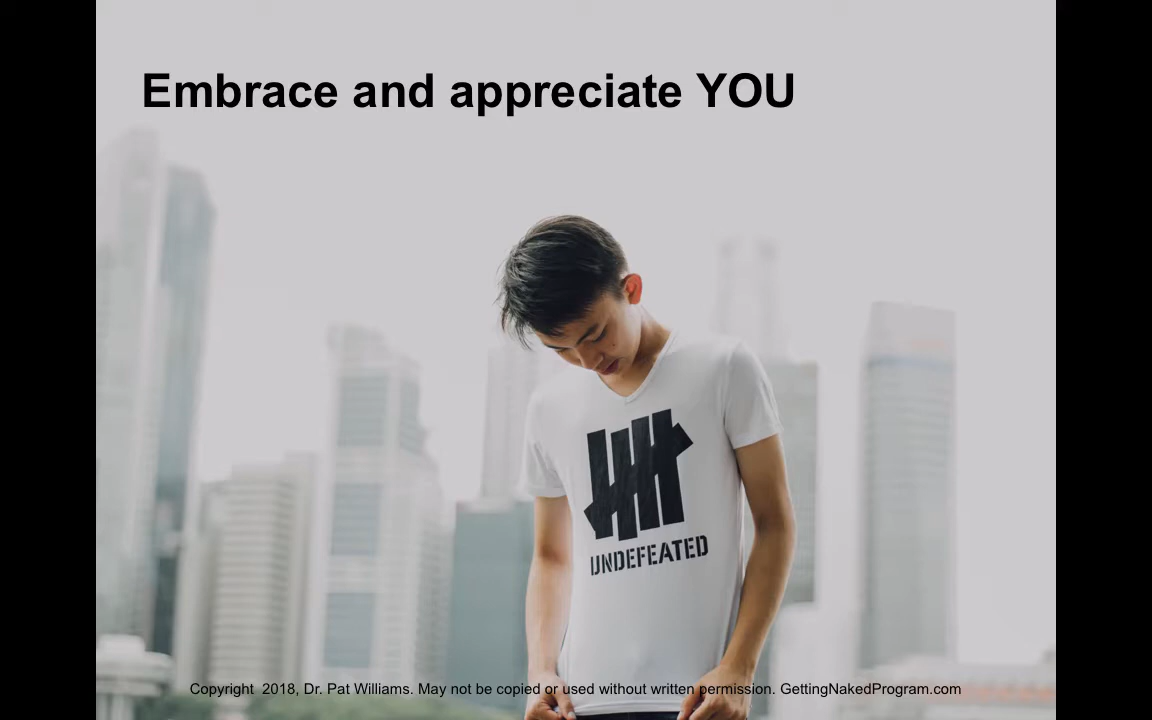 Embrace and appreciate YOU
UNDEFEATED
Copyright 2018, Dr. Pat Williams. May not be copied or used without written permission. GettingNakedProgram.com